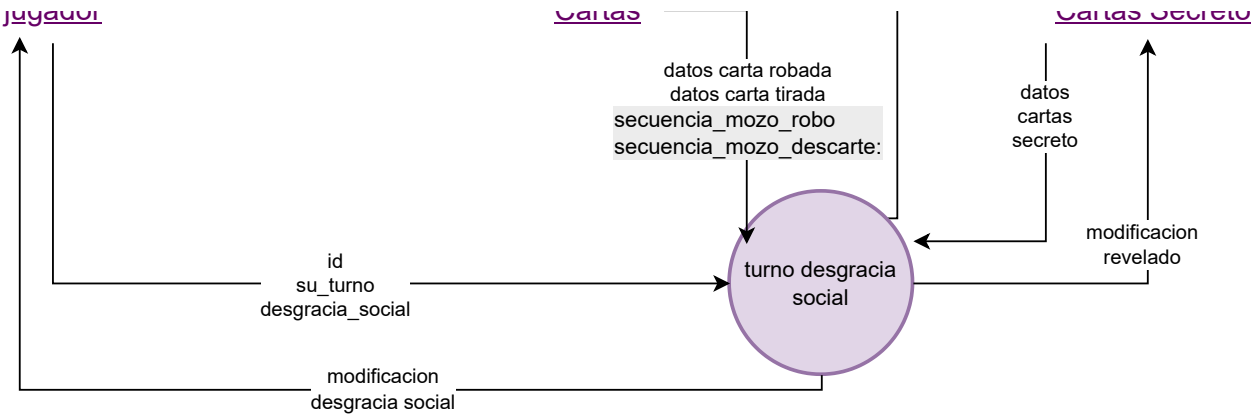 jugador
Cartas
Cartas Secreto
datos carta robada
datos carta tirada
secuencia_mozo_robo
secuencia_mozo_descarte:
datos
cartas
secreto
modificacion
revelado
turno desgracia
social
id
su_turno
desgracia_social
modificacion
desgracia social